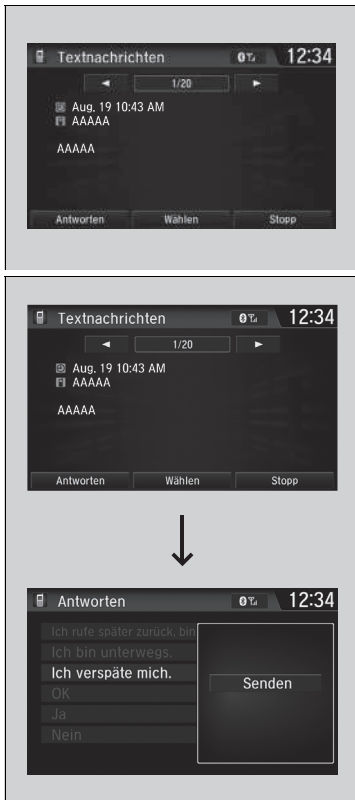 Textnachrichten 12:34
1/20
Aug. 19 10:43 AM
AAAAA
AAAAA
Antworten Wählen Stopp
Textnachrichten 12:34
1/20
Aug. 19 10:43 AM
AAAAA
AAAAA
Antworten Wählen Stopp
Antworten 12:34
Ich rufe später zurück. bin
Ich bin unterwegs.
Ich verspäte mich.
Senden
OK
Ja
Nein